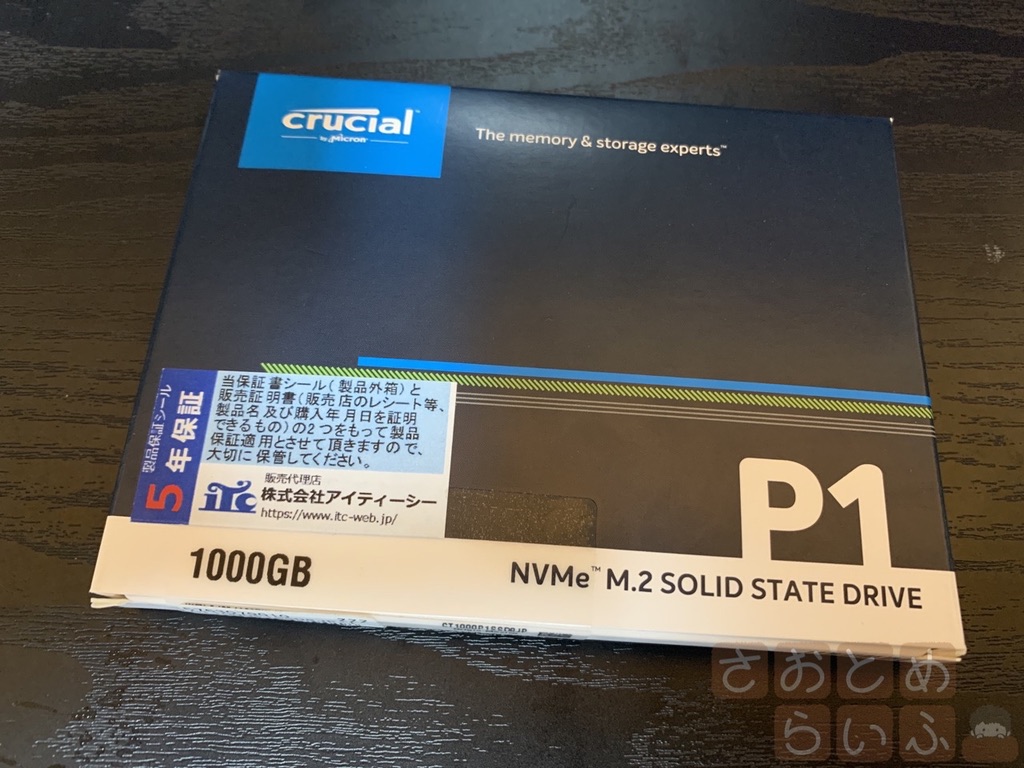 crucial
by Micron
The memory & storage experts™
製品保証シール
5年保証
当保証書シール(製品外箱)と
販売証明書(販売店のレシート等、
製品名及び購入年月日を証明
できるもの)の2つをもって製品
保証適用とさせて頂きますので、
大切に保管してください。
販売代理店
itc
株式会社アイティーシー
https://www.itc-web.jp/
P1
1000GB
NVMe™ M.2 SOLID STATE DRIVE
CT1000P1SSD8JP
さおとめ
らいふ